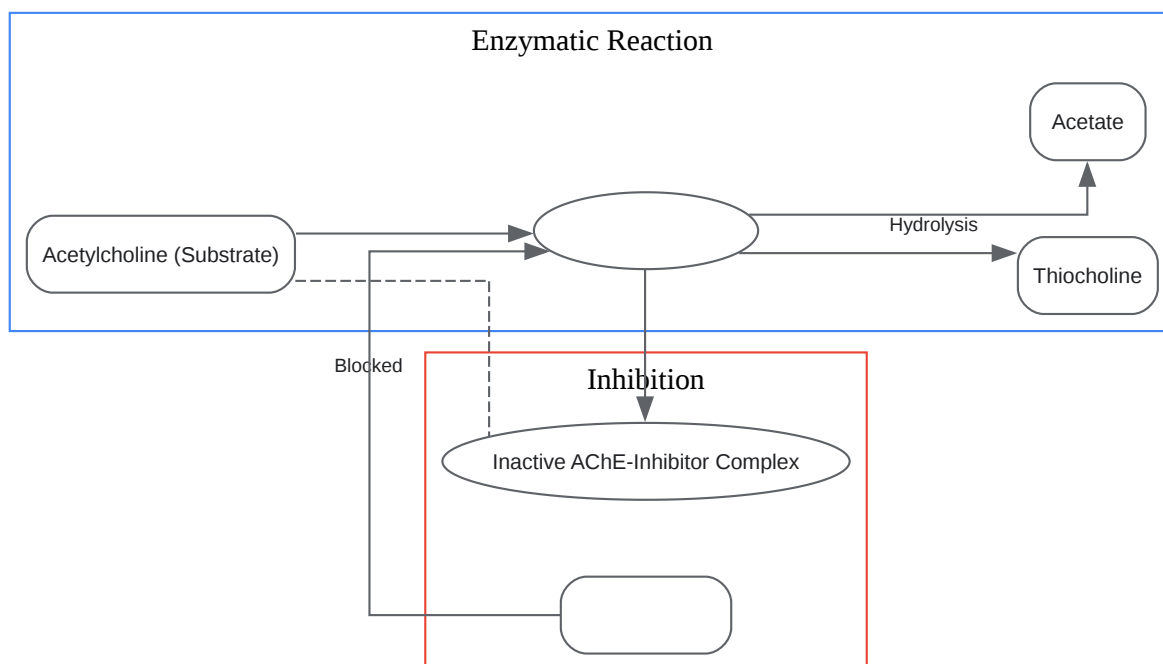 Enzymatic Reaction
Acetate
Hydrolysis
Acetylcholine (Substrate)
Thiocholine
Blocked
Inhibition
Inactive AChE-Inhibitor Complex